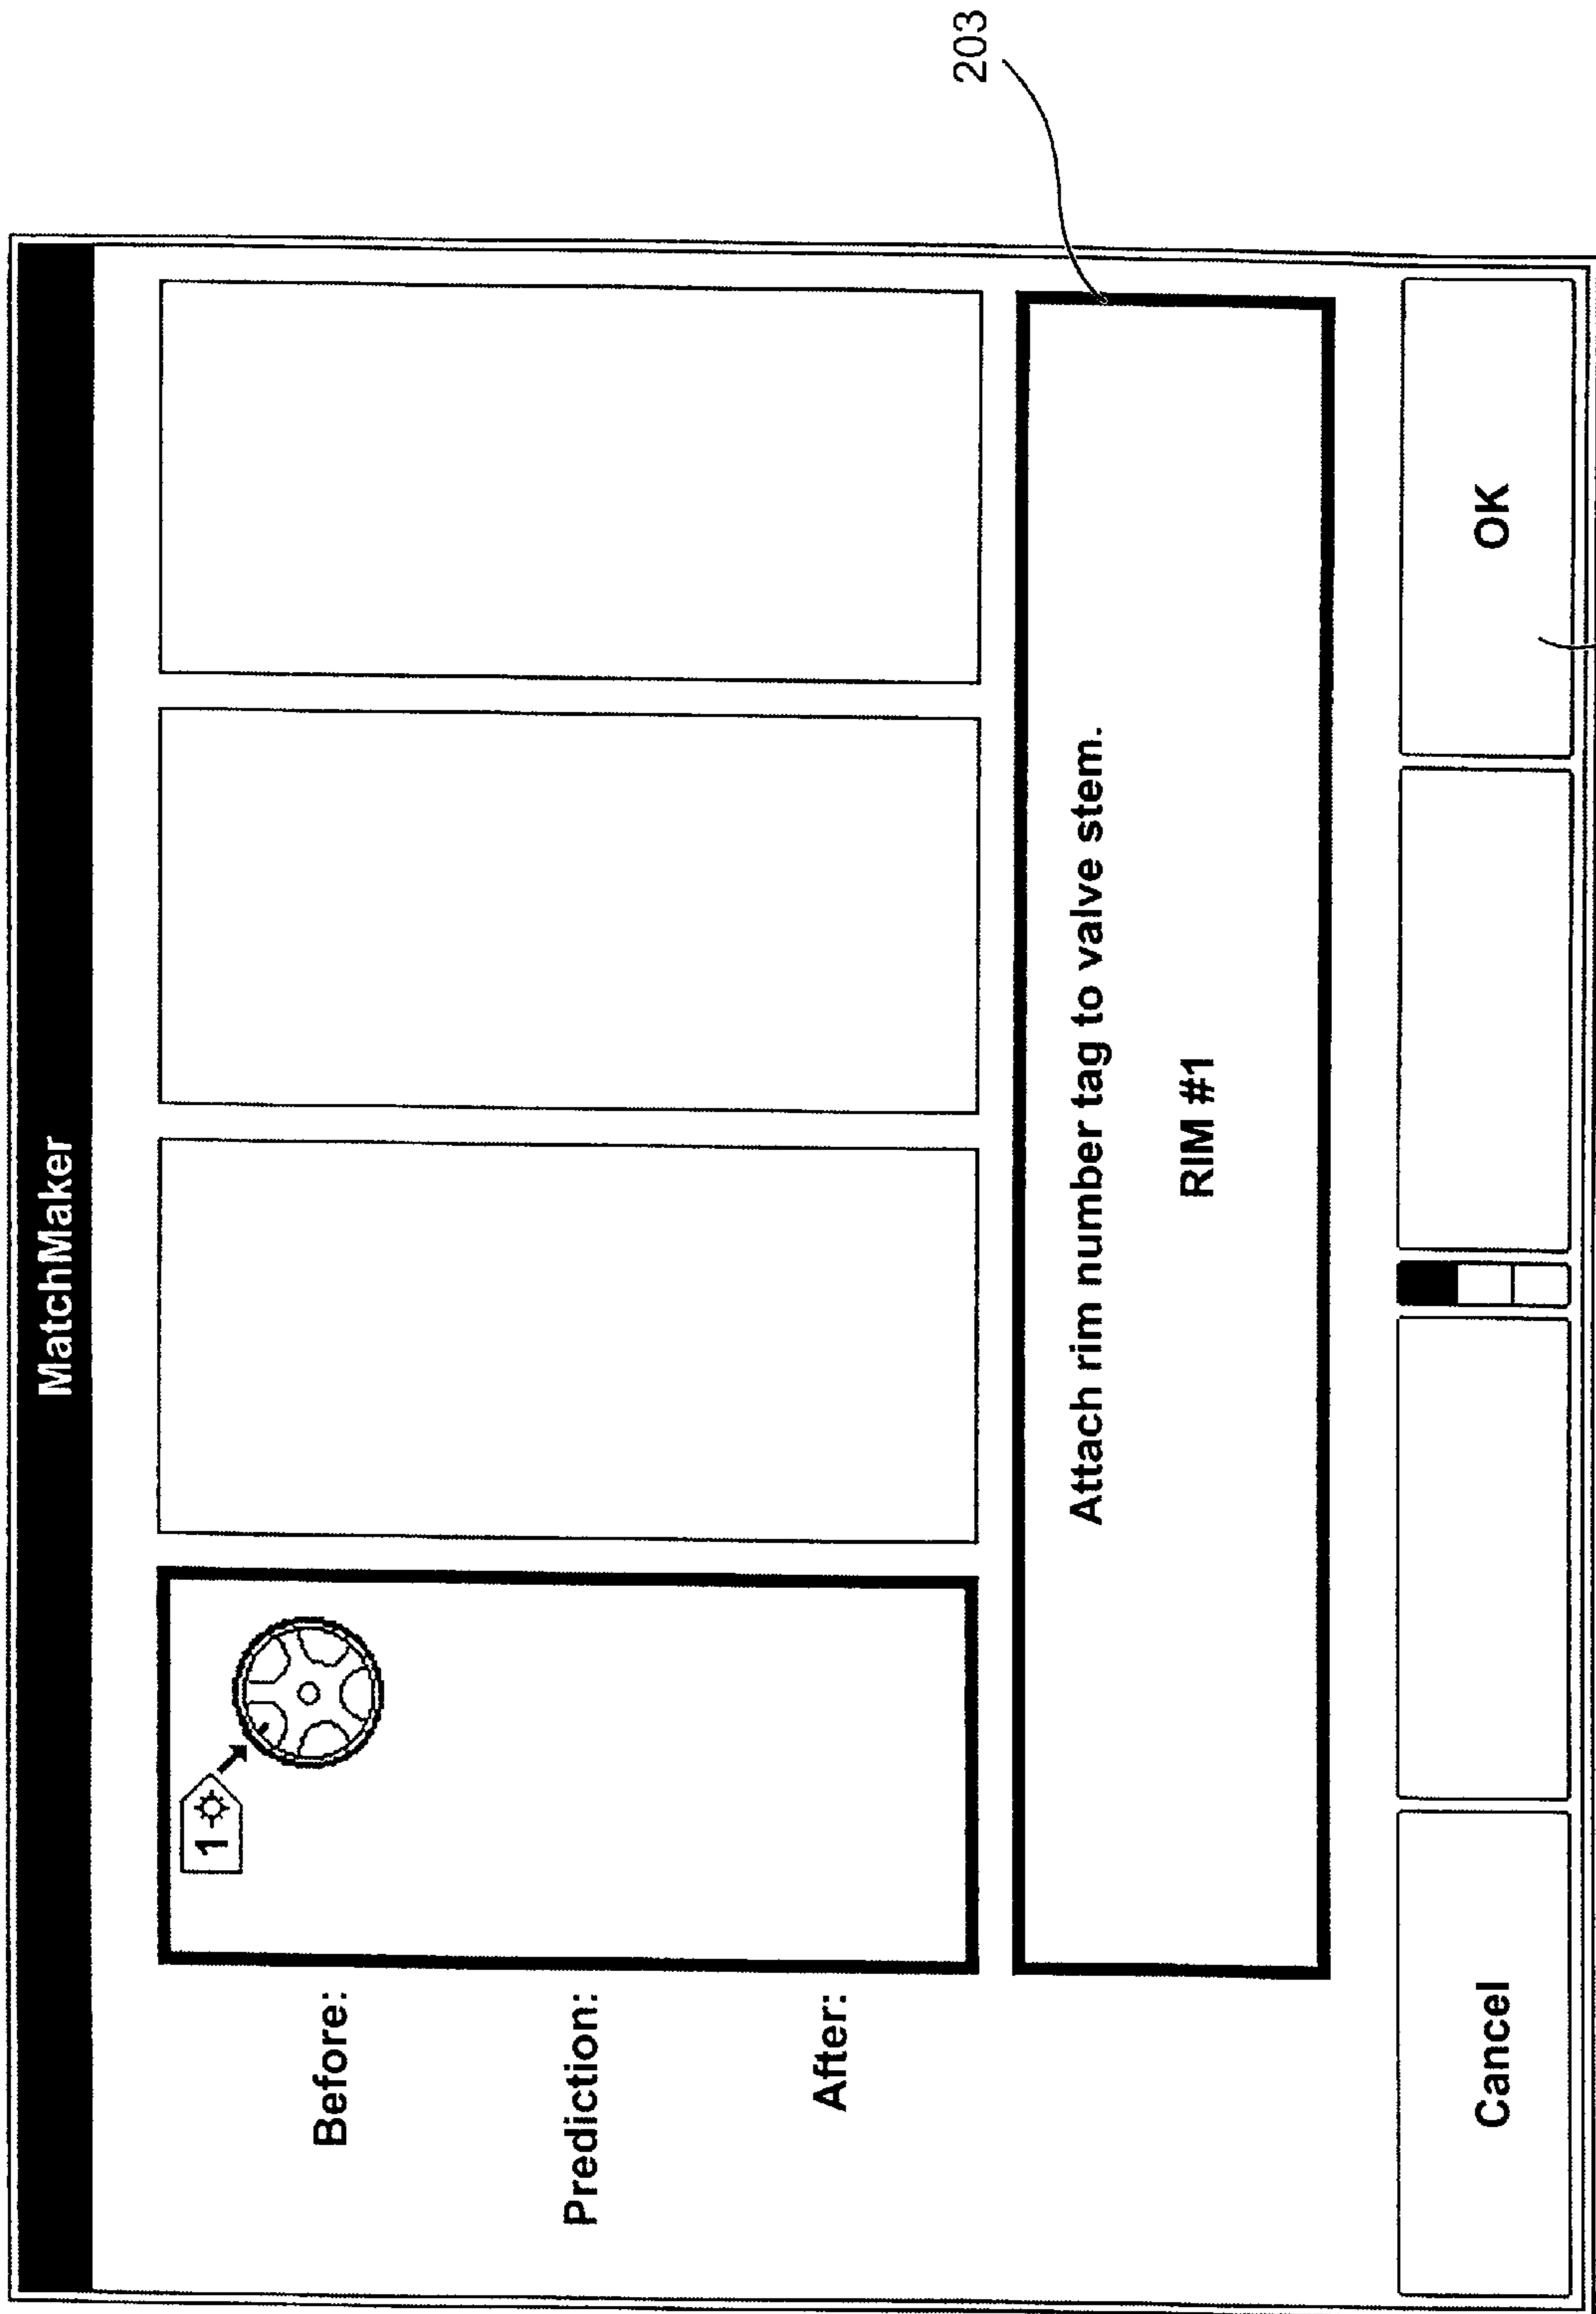 MatchMaker
1
Before:
Prediction:
After:
Attach rim number tag to valve stem.
RIM #1
203
Cancel
OK